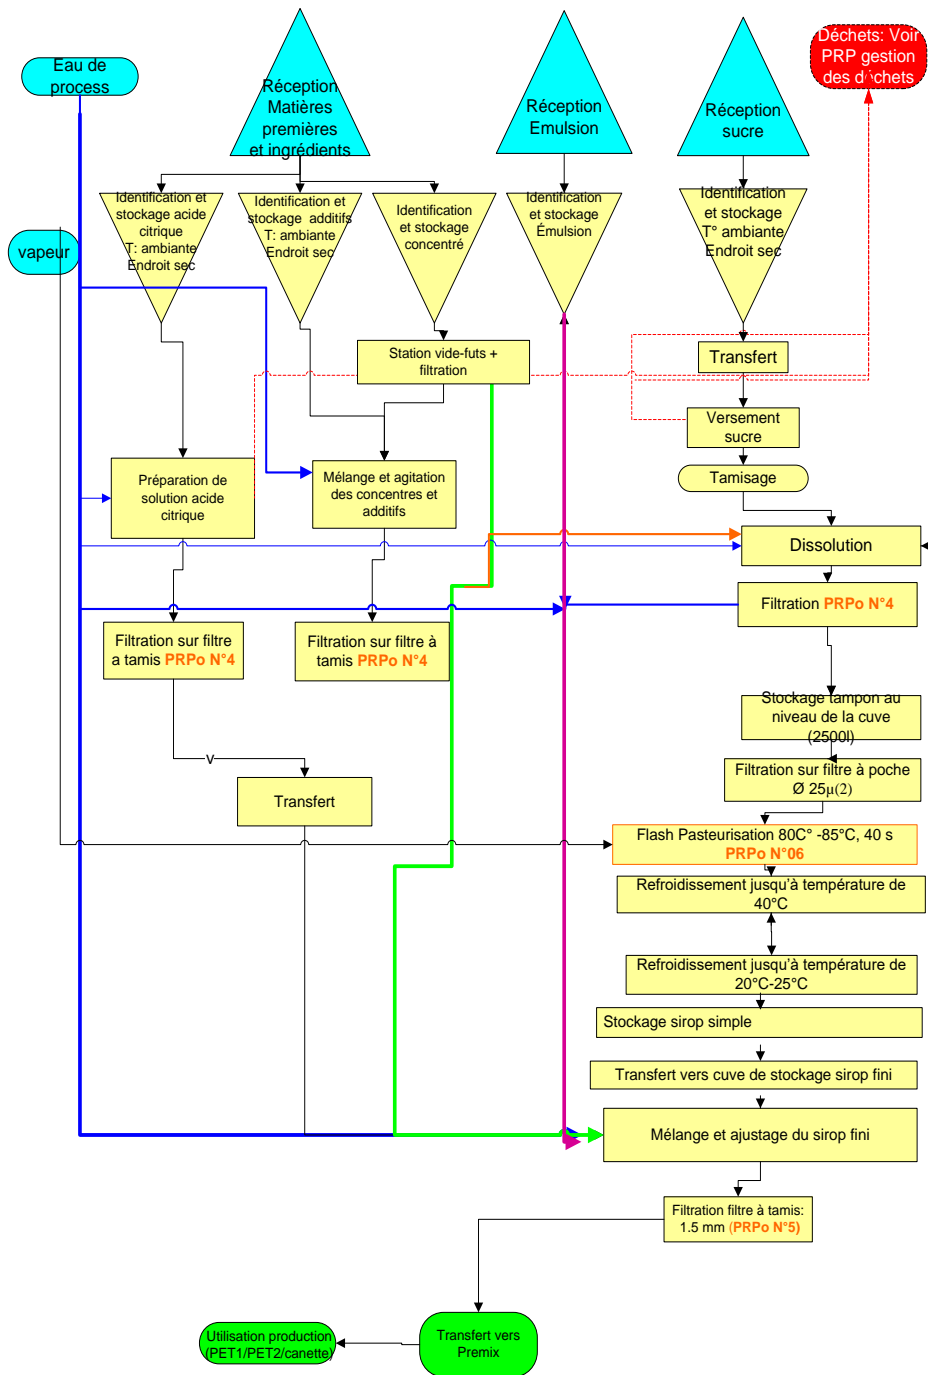 Eau de
process
Réception
Matières
premières
et ingrédients
Réception
Emulsion
Réception
sucre
Déchets: Voir
PRP gestion
des déchets
Identification et
stockage acide
citrique
T: ambiante
Endroit sec
Identification et
stockage additifs
T: ambiante
Endroit sec
Identification
et stockage
concentré
Identification
et stockage
Émulsion
Identification
et stockage
T° ambiante
Endroit sec
vapeur
Station vide-futs +
filtration
Transfert
Versement
sucre
Tamisage
Préparation de
solution acide
citrique
Mélange et agitation
des concentres et
additifs
Dissolution
Filtration PRPo N°4
Filtration sur filtre
a tamis PRPo N°4
Filtration sur filtre à
tamis PRPo N°4
Stockage tampon au
niveau de la cuve
(2500l)
V
Transfert
Filtration sur filtre à poche
Ø 25µ(2)
Flash Pasteurisation 80C° -85°C, 40 s
PRPo N°06
Refroidissement jusqu'à température de
40°C
Refroidissement jusqu'à température de
20°C-25°C
Stockage sirop simple
Transfert vers cuve de stockage sirop fini
Mélange et ajustage du sirop fini
Filtration filtre à tamis:
1.5 mm (PRPo N°5)
Transfert vers
Premix
Utilisation production
(PET1/PET2/canette)